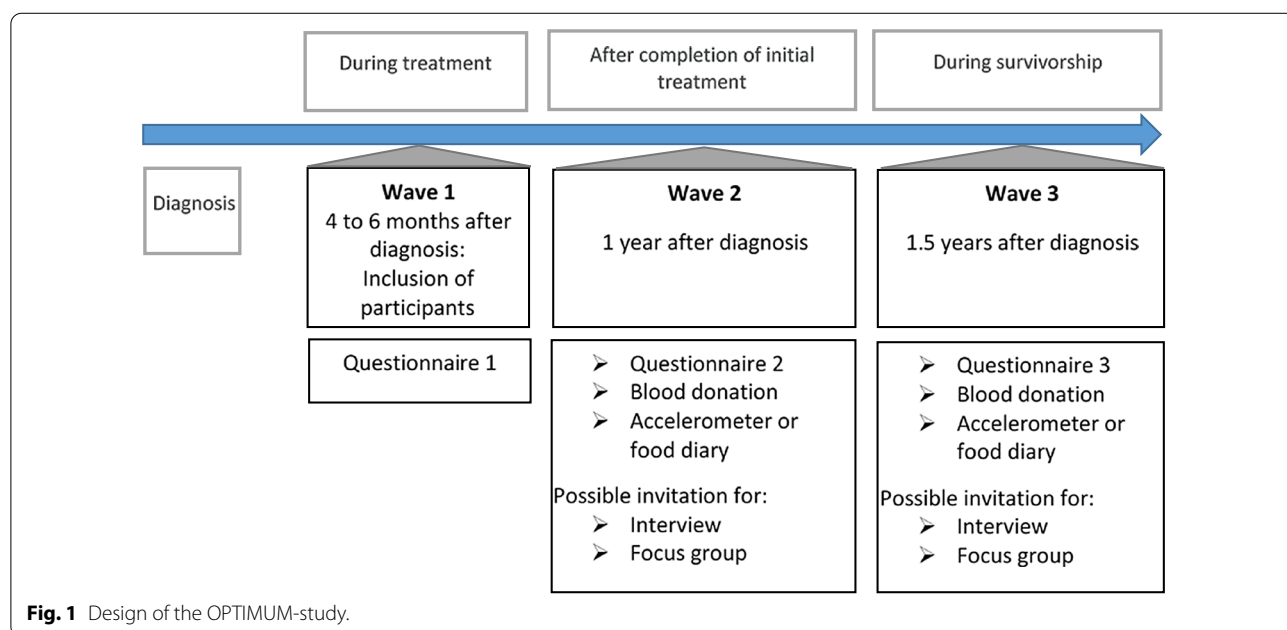 During treatment
After completion of initial
treatment
During survivorship
Diagnosis
Wave 1
4 to 6 months after
diagnosis:
Inclusion of
participants
Wave 2
1 year after diagnosis
Wave 3
1.5 years after diagnosis
Questionnaire 1
➢ Questionnaire 2
➢ Blood donation
➢ Accelerometer or
food diary
Possible invitation for:
➢ Interview
➢ Focus group
➢ Questionnaire 3
➢ Blood donation
➢ Accelerometer or
food diary
Possible invitation for:
➢ Interview
➢ Focus group
Fig. 1 Design of the OPTIMUM-study.